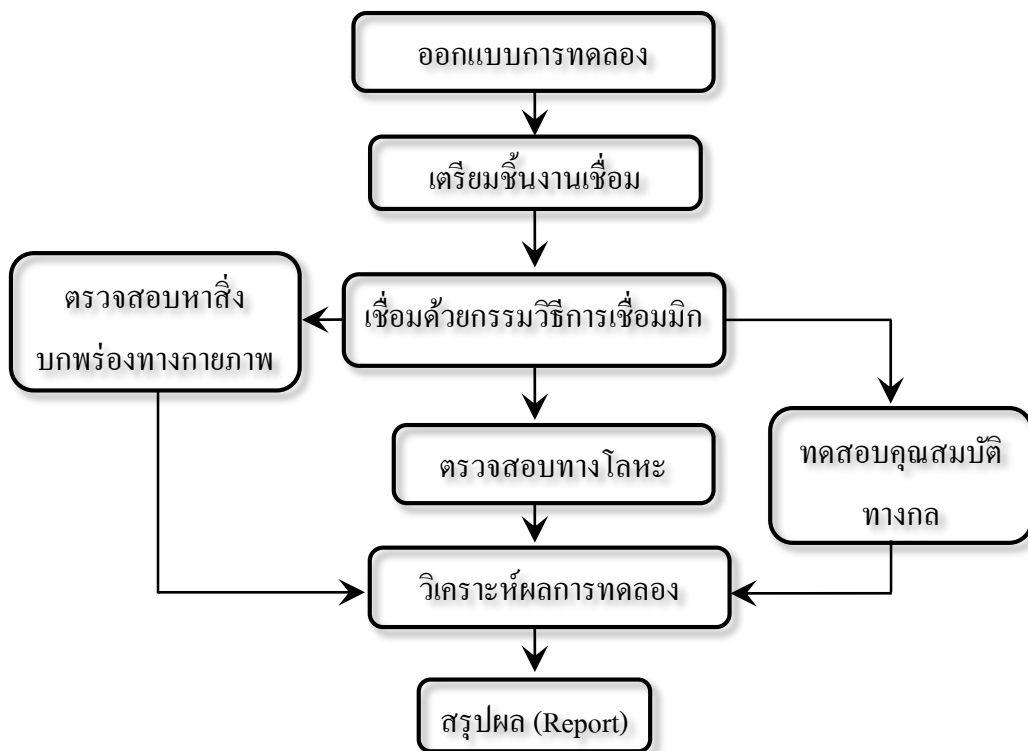 ออกแบบการทดลอง
เตรียมชิ้นงานเชื่อม
เชื่อมด้วยกรรมวิธีการเชื่อมมิก
ตรวจสอบหาสิ่ง
บกพร่องทางกายภาพ
ตรวจสอบทางโลหะ
ทดสอบคุณสมบัติ
ทางกล
วิเคราะห์ผลการทดลอง
สรุปผล (Report)